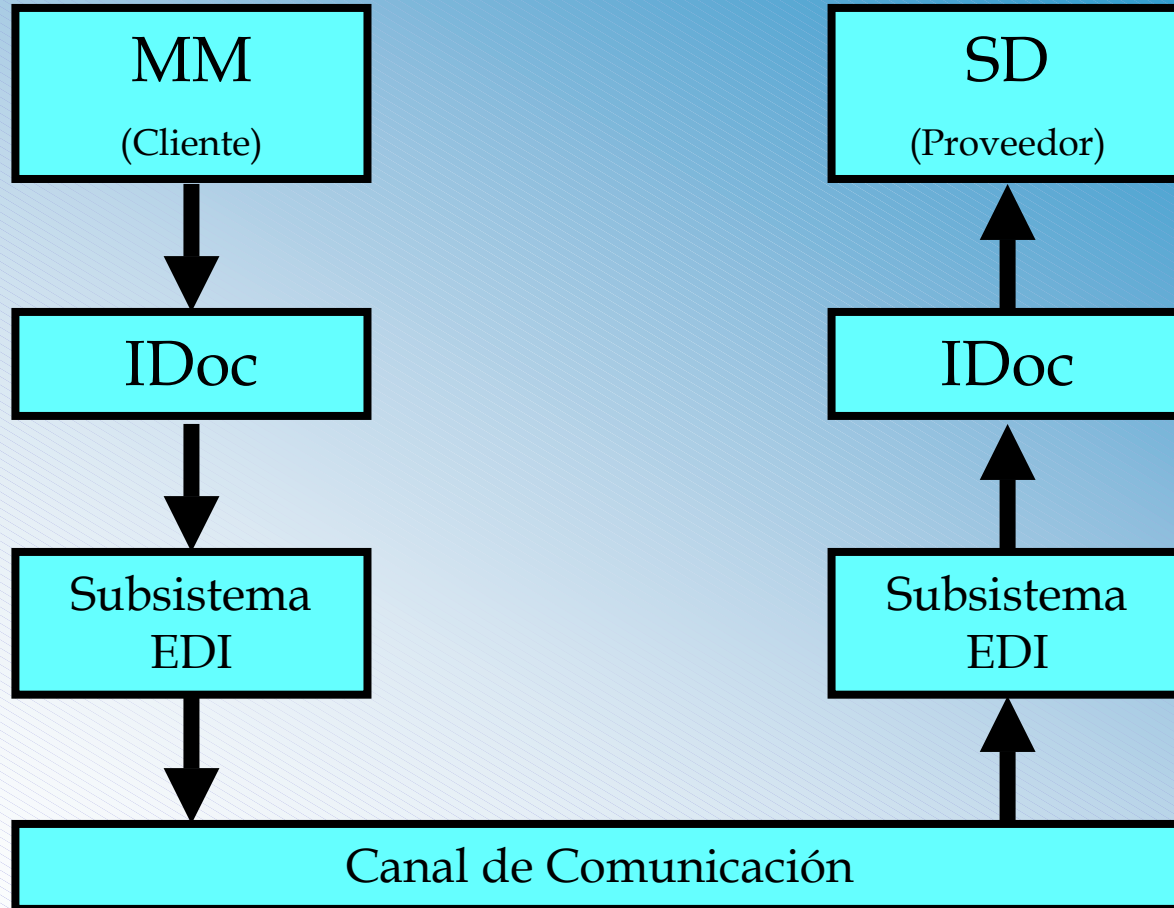 MM
(Cliente)
SD
(Proveedor)
IDoc
IDoc
Subsistema
EDI
Subsistema
EDI
Canal de Comunicación